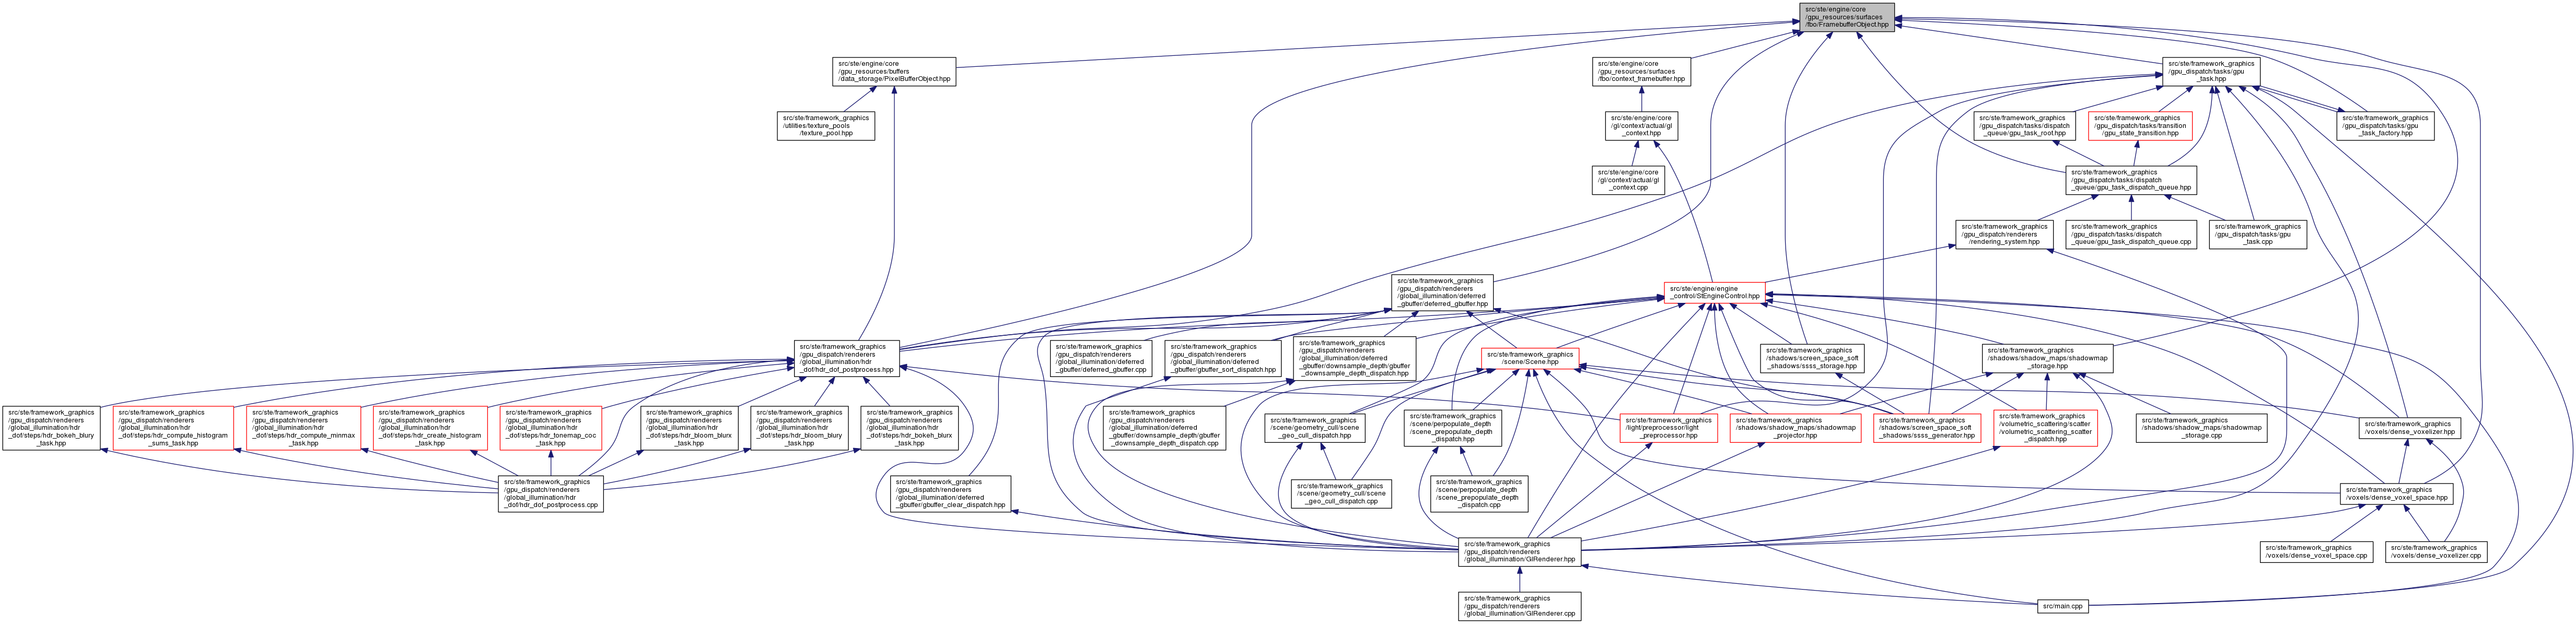 src/ste/engine/core
/gpu_resources/surfaces
/fbo/FramebufferObject.hpp
src/ste/engine/core
/gpu_resources/buffers
/data_storage/PixelBufferObject.hpp
src/ste/engine/core
/gpu_resources/surfaces
/fbo/context_framebuffer.hpp
src/ste/framework_graphics
/gpu_dispatch/tasks/gpu
_task.hpp
src/ste/framework_graphics
/utilities/texture_pools
/texture_pool.hpp
src/ste/engine/core
/gl/context/actual/gl
_context.hpp
src/ste/framework_graphics
/gpu_dispatch/tasks/dispatch
_queue/gpu_task_root.hpp
src/ste/framework_graphics
/gpu_dispatch/tasks/transition
/gpu_state_transition.hpp
src/ste/framework_graphics
/gpu_dispatch/tasks/gpu
_task_factory.hpp
src/ste/engine/core
/gl/context/actual/gl
_context.cpp
src/ste/framework_graphics
/gpu_dispatch/tasks/dispatch
_queue/gpu_task_dispatch_queue.hpp
src/ste/framework_graphics
/gpu_dispatch/renderers
/rendering_system.hpp
src/ste/framework_graphics
/gpu_dispatch/tasks/dispatch
_queue/gpu_task_dispatch_queue.cpp
src/ste/framework_graphics
/gpu_dispatch/tasks/gpu
_task.cpp
src/ste/framework_graphics
/gpu_dispatch/renderers
/global_illumination/deferred
_gbuffer/deferred_gbuffer.hpp
src/ste/engine/engine
_control/StEngineControl.hpp
src/ste/framework_graphics
/gpu_dispatch/renderers
/global_illumination/hdr
_dof/hdr_dof_postprocess.hpp
src/ste/framework_graphics
/gpu_dispatch/renderers
/global_illumination/deferred
_gbuffer/deferred_gbuffer.cpp
src/ste/framework_graphics
/gpu_dispatch/renderers
/global_illumination/deferred
_gbuffer/gbuffer_sort_dispatch.hpp
src/ste/framework_graphics
/gpu_dispatch/renderers
/global_illumination/deferred
_gbuffer/downsample_depth/gbuffer
_downsample_depth_dispatch.hpp
src/ste/framework_graphics
/scene/Scene.hpp
src/ste/framework_graphics
/shadows/screen_space_soft
_shadows/ssss_storage.hpp
src/ste/framework_graphics
/shadows/shadow_maps/shadowmap
_storage.hpp
src/ste/framework_graphics
/gpu_dispatch/renderers
/global_illumination/hdr
_dof/steps/hdr_bokeh_blury
_task.hpp
src/ste/framework_graphics
/gpu_dispatch/renderers
/global_illumination/hdr
_dof/steps/hdr_compute_histogram
_sums_task.hpp
src/ste/framework_graphics
/gpu_dispatch/renderers
/global_illumination/hdr
_dof/steps/hdr_compute_minmax
_task.hpp
src/ste/framework_graphics
/gpu_dispatch/renderers
/global_illumination/hdr
_dof/steps/hdr_create_histogram
_task.hpp
src/ste/framework_graphics
/gpu_dispatch/renderers
/global_illumination/hdr
_dof/steps/hdr_tonemap_coc
_task.hpp
src/ste/framework_graphics
/gpu_dispatch/renderers
/global_illumination/hdr
_dof/steps/hdr_bloom_blurx
_task.hpp
src/ste/framework_graphics
/gpu_dispatch/renderers
/global_illumination/hdr
_dof/steps/hdr_bloom_blury
_task.hpp
src/ste/framework_graphics
/gpu_dispatch/renderers
/global_illumination/hdr
_dof/steps/hdr_bokeh_blurx
_task.hpp
src/ste/framework_graphics
/gpu_dispatch/renderers
/global_illumination/deferred
_gbuffer/downsample_depth/gbuffer
_downsample_depth_dispatch.cpp
src/ste/framework_graphics
/scene/geometry_cull/scene
_geo_cull_dispatch.hpp
src/ste/framework_graphics
/scene/perpopulate_depth
/scene_prepopulate_depth
_dispatch.hpp
src/ste/framework_graphics
/light/preprocessor/light
_preprocessor.hpp
src/ste/framework_graphics
/shadows/shadow_maps/shadowmap
_projector.hpp
src/ste/framework_graphics
/shadows/screen_space_soft
_shadows/ssss_generator.hpp
src/ste/framework_graphics
/volumetric_scattering/scatter
/volumetric_scattering_scatter
_dispatch.hpp
src/ste/framework_graphics
/shadows/shadow_maps/shadowmap
_storage.cpp
src/ste/framework_graphics
/voxels/dense_voxelizer.hpp
src/ste/framework_graphics
/gpu_dispatch/renderers
/global_illumination/hdr
_dof/hdr_dof_postprocess.cpp
src/ste/framework_graphics
/gpu_dispatch/renderers
/global_illumination/deferred
_gbuffer/gbuffer_clear_dispatch.hpp
src/ste/framework_graphics
/scene/geometry_cull/scene
_geo_cull_dispatch.cpp
src/ste/framework_graphics
/scene/perpopulate_depth
/scene_prepopulate_depth
_dispatch.cpp
src/ste/framework_graphics
/voxels/dense_voxel_space.hpp
src/ste/framework_graphics
/gpu_dispatch/renderers
/global_illumination/GIRenderer.hpp
src/ste/framework_graphics
/voxels/dense_voxel_space.cpp
src/ste/framework_graphics
/voxels/dense_voxelizer.cpp
src/ste/framework_graphics
/gpu_dispatch/renderers
/global_illumination/GIRenderer.cpp
src/main.cpp